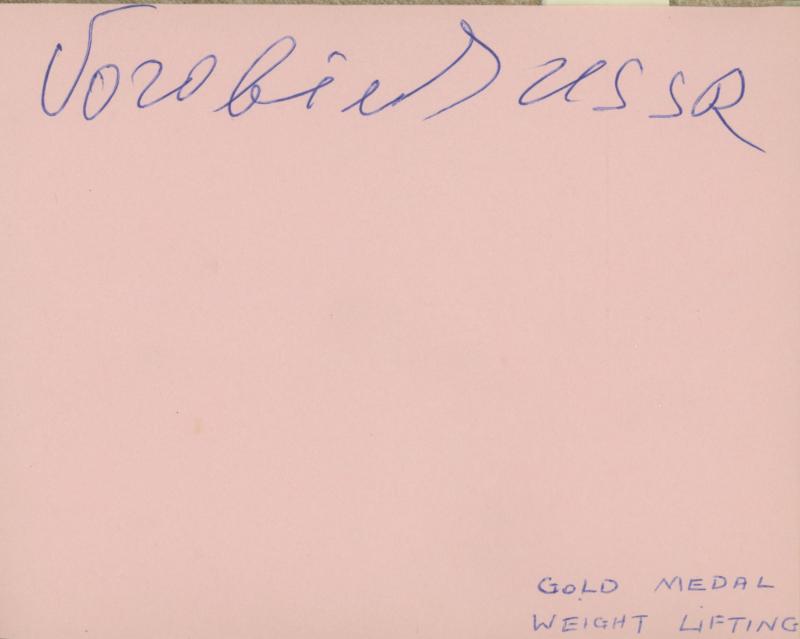 Vorobiev USSR
GOLD MEDAL
WEIGHT LIFTING